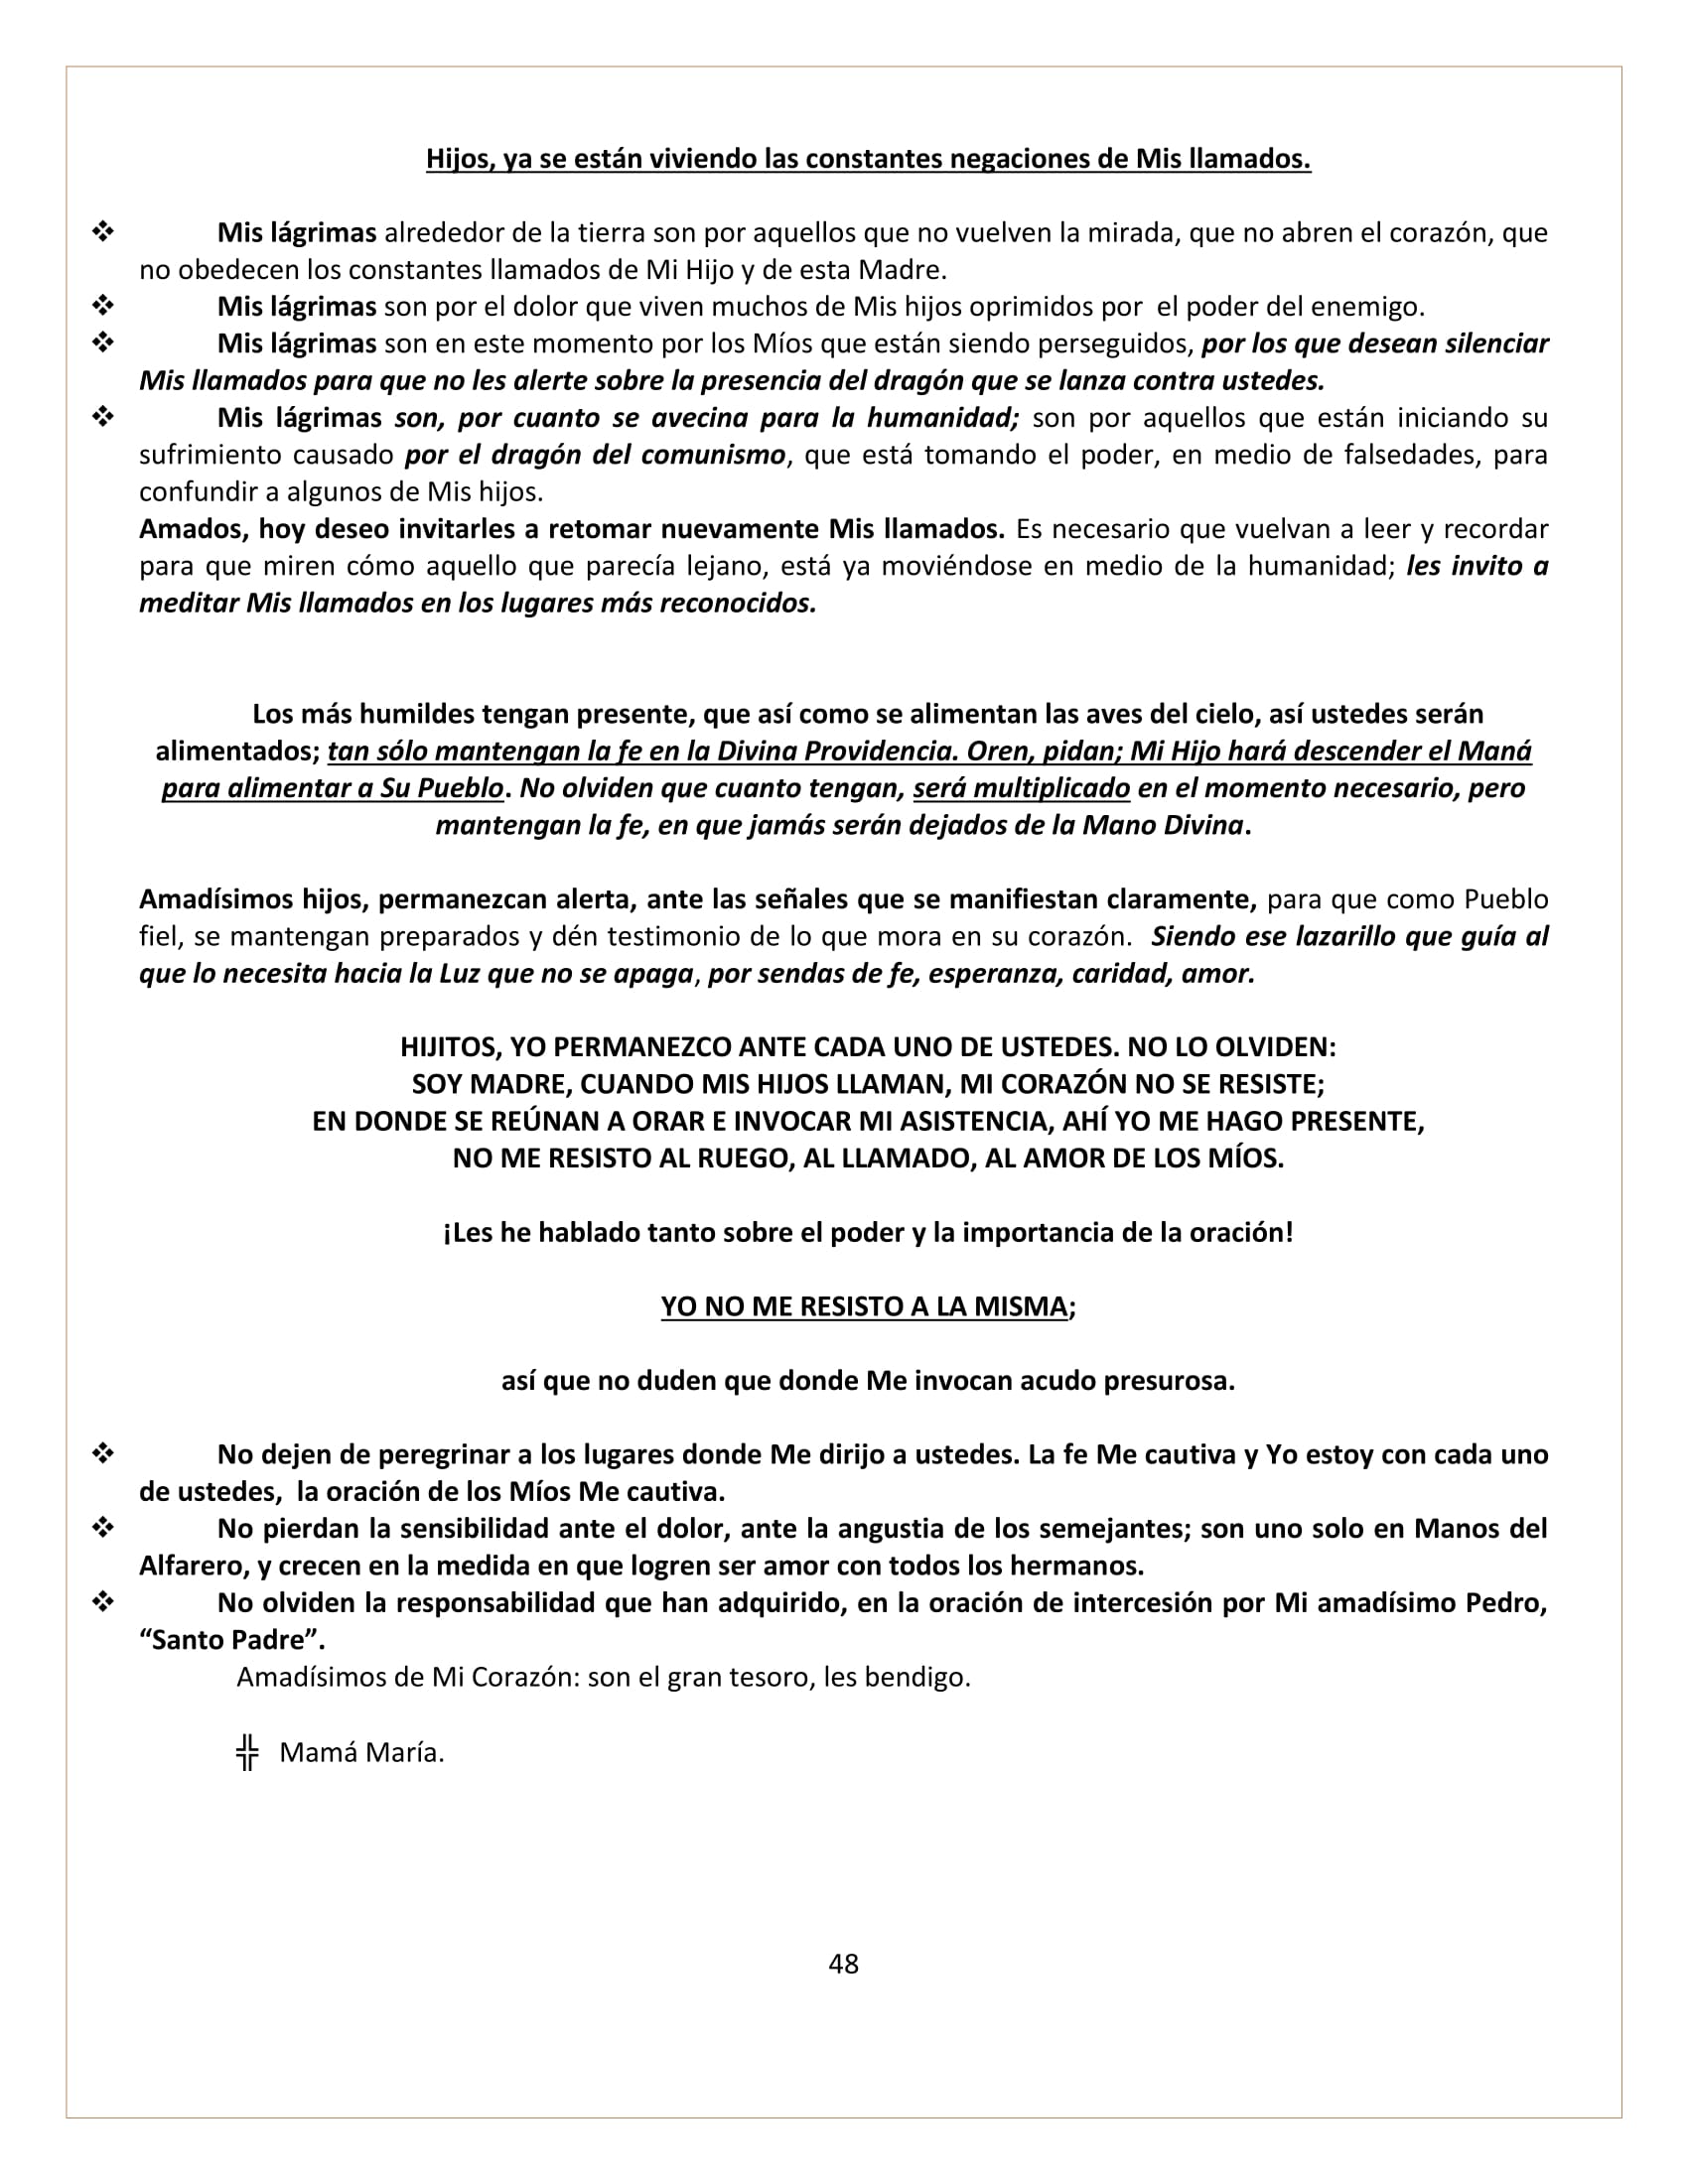 Hijos, ya se están viviendo las constantes negaciones de Mis llamados.
❖ Mis lágrimas alrededor de la tierra son por aquellos que no vuelven la mirada, que no abren el corazón, que
no obedecen los constantes llamados de Mi Hijo y de esta Madre.
❖ Mis lágrimas son por el dolor que viven muchos de Mis hijos oprimidos por  el poder del enemigo.
❖ Mis lágrimas son en este momento por los Míos que están siendo perseguidos, por los que desean silenciar
Mis llamados para que no les alerte sobre la presencia del dragón que se lanza contra ustedes.
❖ Mis lágrimas son, por cuanto se avecina para la humanidad; son por aquellos que están iniciando su
sufrimiento causado por el dragón del comunismo, que está tomando el poder, en medio de falsedades, para
confundir a algunos de Mis hijos.
Amados, hoy deseo invitarles a retomar nuevamente Mis llamados. Es necesario que vuelvan a leer y recordar
para que miren cómo aquello que parecía lejano, está ya moviéndose en medio de la humanidad; les invito a
meditar Mis llamados en los lugares más reconocidos.
Los más humildes tengan presente, que así como se alimentan las aves del cielo, así ustedes serán
alimentados; tan sólo mantengan la fe en la Divina Providencia. Oren, pidan; Mi Hijo hará descender el Maná
para alimentar a Su Pueblo. No olviden que cuanto tengan, será multiplicado en el momento necesario, pero
mantengan la fe, en que jamás serán dejados de la Mano Divina.
Amadísimos hijos, permanezcan alerta, ante las señales que se manifiestan claramente, para que como Pueblo
fiel, se mantengan preparados y dén testimonio de lo que mora en su corazón.  Siendo ese lazarillo que guía al
que lo necesita hacia la Luz que no se apaga, por sendas de fe, esperanza, caridad, amor.
HIJITOS, YO PERMANEZCO ANTE CADA UNO DE USTEDES. NO LO OLVIDEN:
SOY MADRE, CUANDO MIS HIJOS LLAMAN, MI CORAZÓN NO SE RESISTE;
EN DONDE SE REÚNAN A ORAR E INVOCAR MI ASISTENCIA, AHÍ YO ME HAGO PRESENTE,
NO ME RESISTO AL RUEGO, AL LLAMADO, AL AMOR DE LOS MÍOS.
¡Les he hablado tanto sobre el poder y la importancia de la oración!
YO NO ME RESISTO A LA MISMA;
así que no duden que donde Me invocan acudo presurosa.
❖ No dejen de peregrinar a los lugares donde Me dirijo a ustedes. La fe Me cautiva y Yo estoy con cada uno
de ustedes,  la oración de los Míos Me cautiva.
❖ No pierdan la sensibilidad ante el dolor, ante la angustia de los semejantes; son uno solo en Manos del
Alfarero, y crecen en la medida en que logren ser amor con todos los hermanos.
❖ No olviden la responsabilidad que han adquirido, en la oración de intercesión por Mi amadísimo Pedro,
“Santo Padre”.
Amadísimos de Mi Corazón: son el gran tesoro, les bendigo.
╬ Mamá María.
48